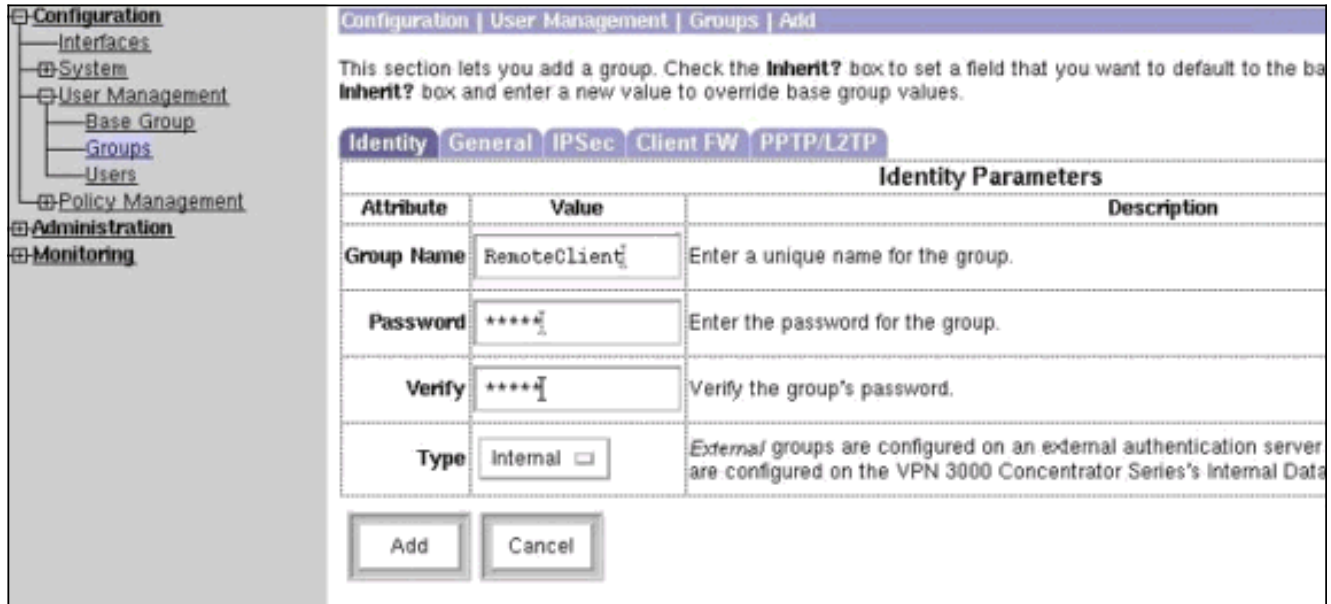 Configuration
Interfaces
System
User Management
Base Group
Groups
Users
Policy Management
Administration
Monitoring
Configuration | User Management | Groups | Add
This section lets you add a group. Check the Inherit? box to set a field that you want to default to the ba
Inherit? box and enter a new value to override base group values.
Identity General IPSec Client FW PPTP/L2TP
Identity Parameters
Attribute Value Description
Group Name RemoteClient Enter a unique name for the group.
Password ***** Enter the password for the group.
Verify ***** Verify the group's password.
Type Internal External groups are configured on an external authentication server
are configured on the VPN 3000 Concentrator Series's Internal Data
Add Cancel